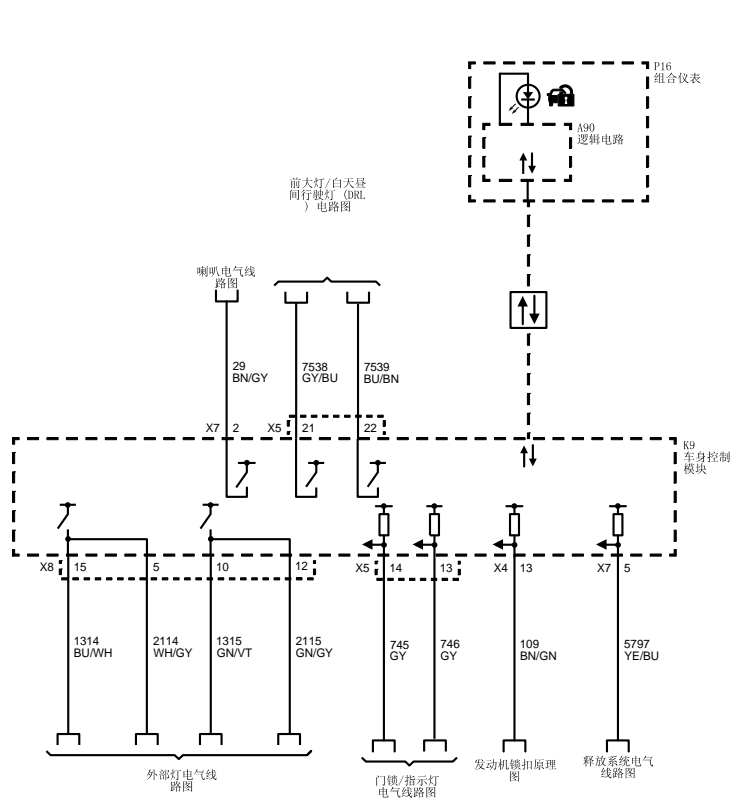 P16
组合仪表
A90
逻辑电路
前大灯/白天昼
间行驶灯 (DRL
) 电路图
喇叭电气线
路图
29
BN/GY
7538
GY/BU
7539
BU/BN
X7 2 X5 21 22
K9
车身控制
模块
X8 15 5 10 12 X5 14 13 X4 13 X7 5
1314
BU/WH
2114
WH/GY
1315
GN/VT
2115
GN/GY
745
GY
746
GY
109
BN/GN
5797
YE/BU
外部灯电气线
路图
门锁/指示灯
电气线路图
发动机锁扣原理
图
释放系统电气
线路图